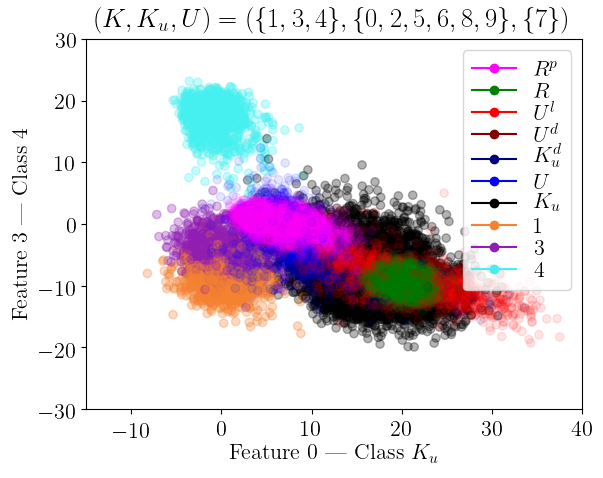 (K, K_u, U) = ({1, 3, 4}, {0, 2, 5, 6, 8, 9}, {7})
30
20
10
0
−10
−20
−30
Feature 3 — Class 4
R^p
R
U^l
U^d
K_u^d
U
K_u
1
3
4
−10
0
10
20
30
40
Feature 0 — Class K_u